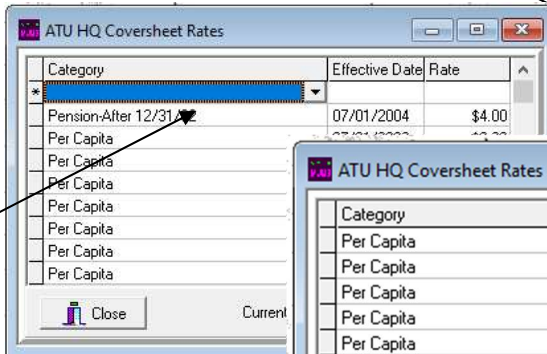 ATU HQ Coversheet Rates
Category Effective Date Rate
*
Pension-After 12/31/ 07/01/2004 $4.00
Per Capita
Per Capita
Per Capita
Per Capita
Per Capita
Per Capita
Per Capita
Close Current
ATU HQ Coversheet Rates
Category
Per Capita
Per Capita
Per Capita
Per Capita
Per Capita